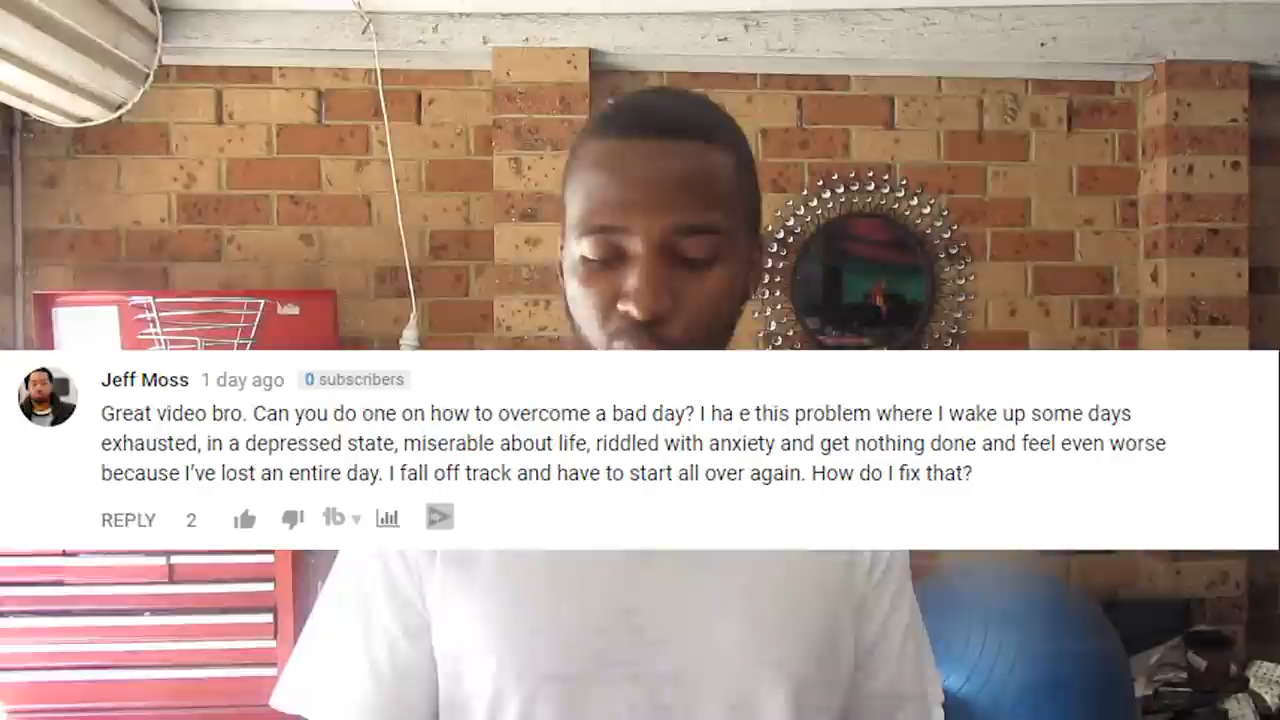 Jeff Moss 1 day ago 0 subscribers
Great video bro. Can you do one on how to overcome a bad day? I ha e this problem where I wake up some days
exhausted, in a depressed state, miserable about life, riddled with anxiety and get nothing done and feel even worse
because I've lost an entire day. I fall off track and have to start all over again. How do I fix that?
REPLY 2 tb